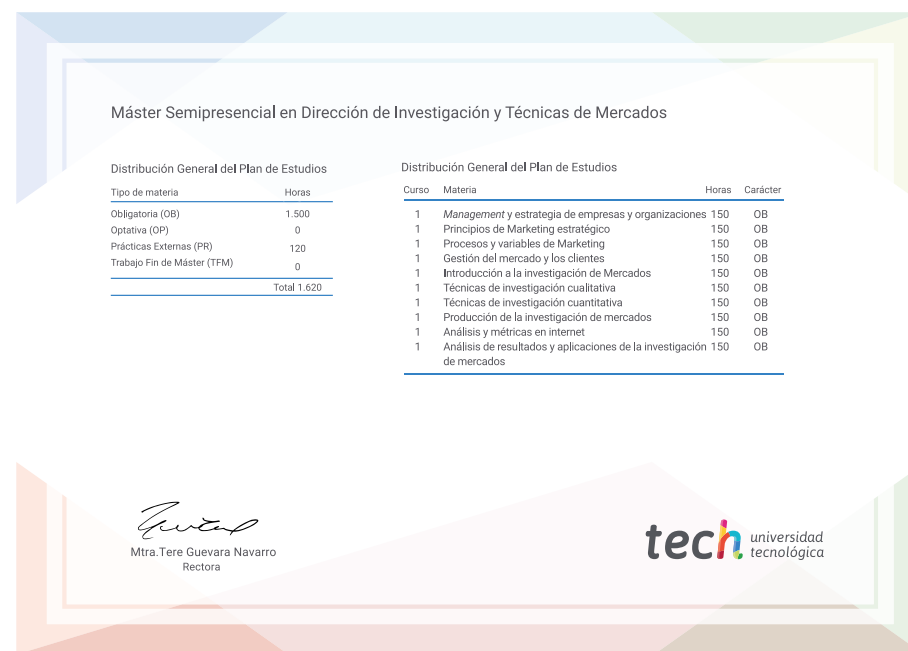 Máster Semipresencial en Dirección de Investigación y Técnicas de Mercados
Distribución General del Plan de Estudios
Tipo de materia Horas
Obligatoria (OB) 1.500
Optativa (OP) 0
Prácticas Externas (PR) 120
Trabajo Fin de Máster (TFM) 0
Total 1.620
Distribución General del Plan de Estudios
Curso Materia Horas Carácter
1 Management y estrategia de empresas y organizaciones 150 OB
1 Principios de Marketing estratégico 150 OB
1 Procesos y variables de Marketing 150 OB
1 Gestión del mercado y los clientes 150 OB
1 Introducción a la investigación de Mercados 150 OB
1 Técnicas de investigación cualitativa 150 OB
1 Técnicas de investigación cuantitativa 150 OB
1 Producción de la investigación de mercados 150 OB
1 Análisis y métricas en internet 150 OB
1 Análisis de resultados y aplicaciones de la investigación 150 OB
de mercados
Mtra.Tere Guevara Navarro
Rectora
tech universidad
tecnológica